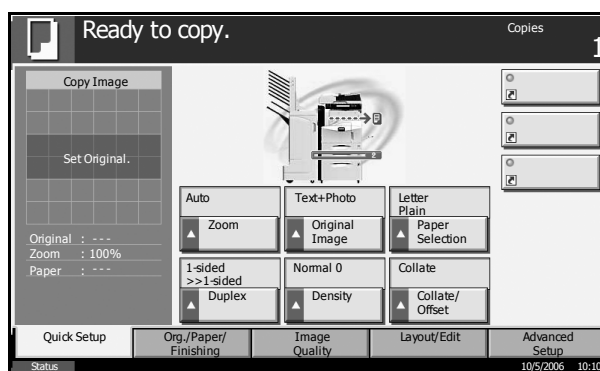 Ready to copy.
Copies
1
Copy Image
Set Original.
Original : ---
Zoom : 100%
Paper : ---
2
Auto
Zoom
Text+Photo
Original
Image
Letter
Plain
Paper
Selection
1-sided
>>1-sided
Duplex
Normal 0
Density
Collate
Collate/
Offset
Quick Setup
Org./Paper/
Finishing
Image
Quality
Layout/Edit
Advanced
Setup
Status
10/5/2006 10:10